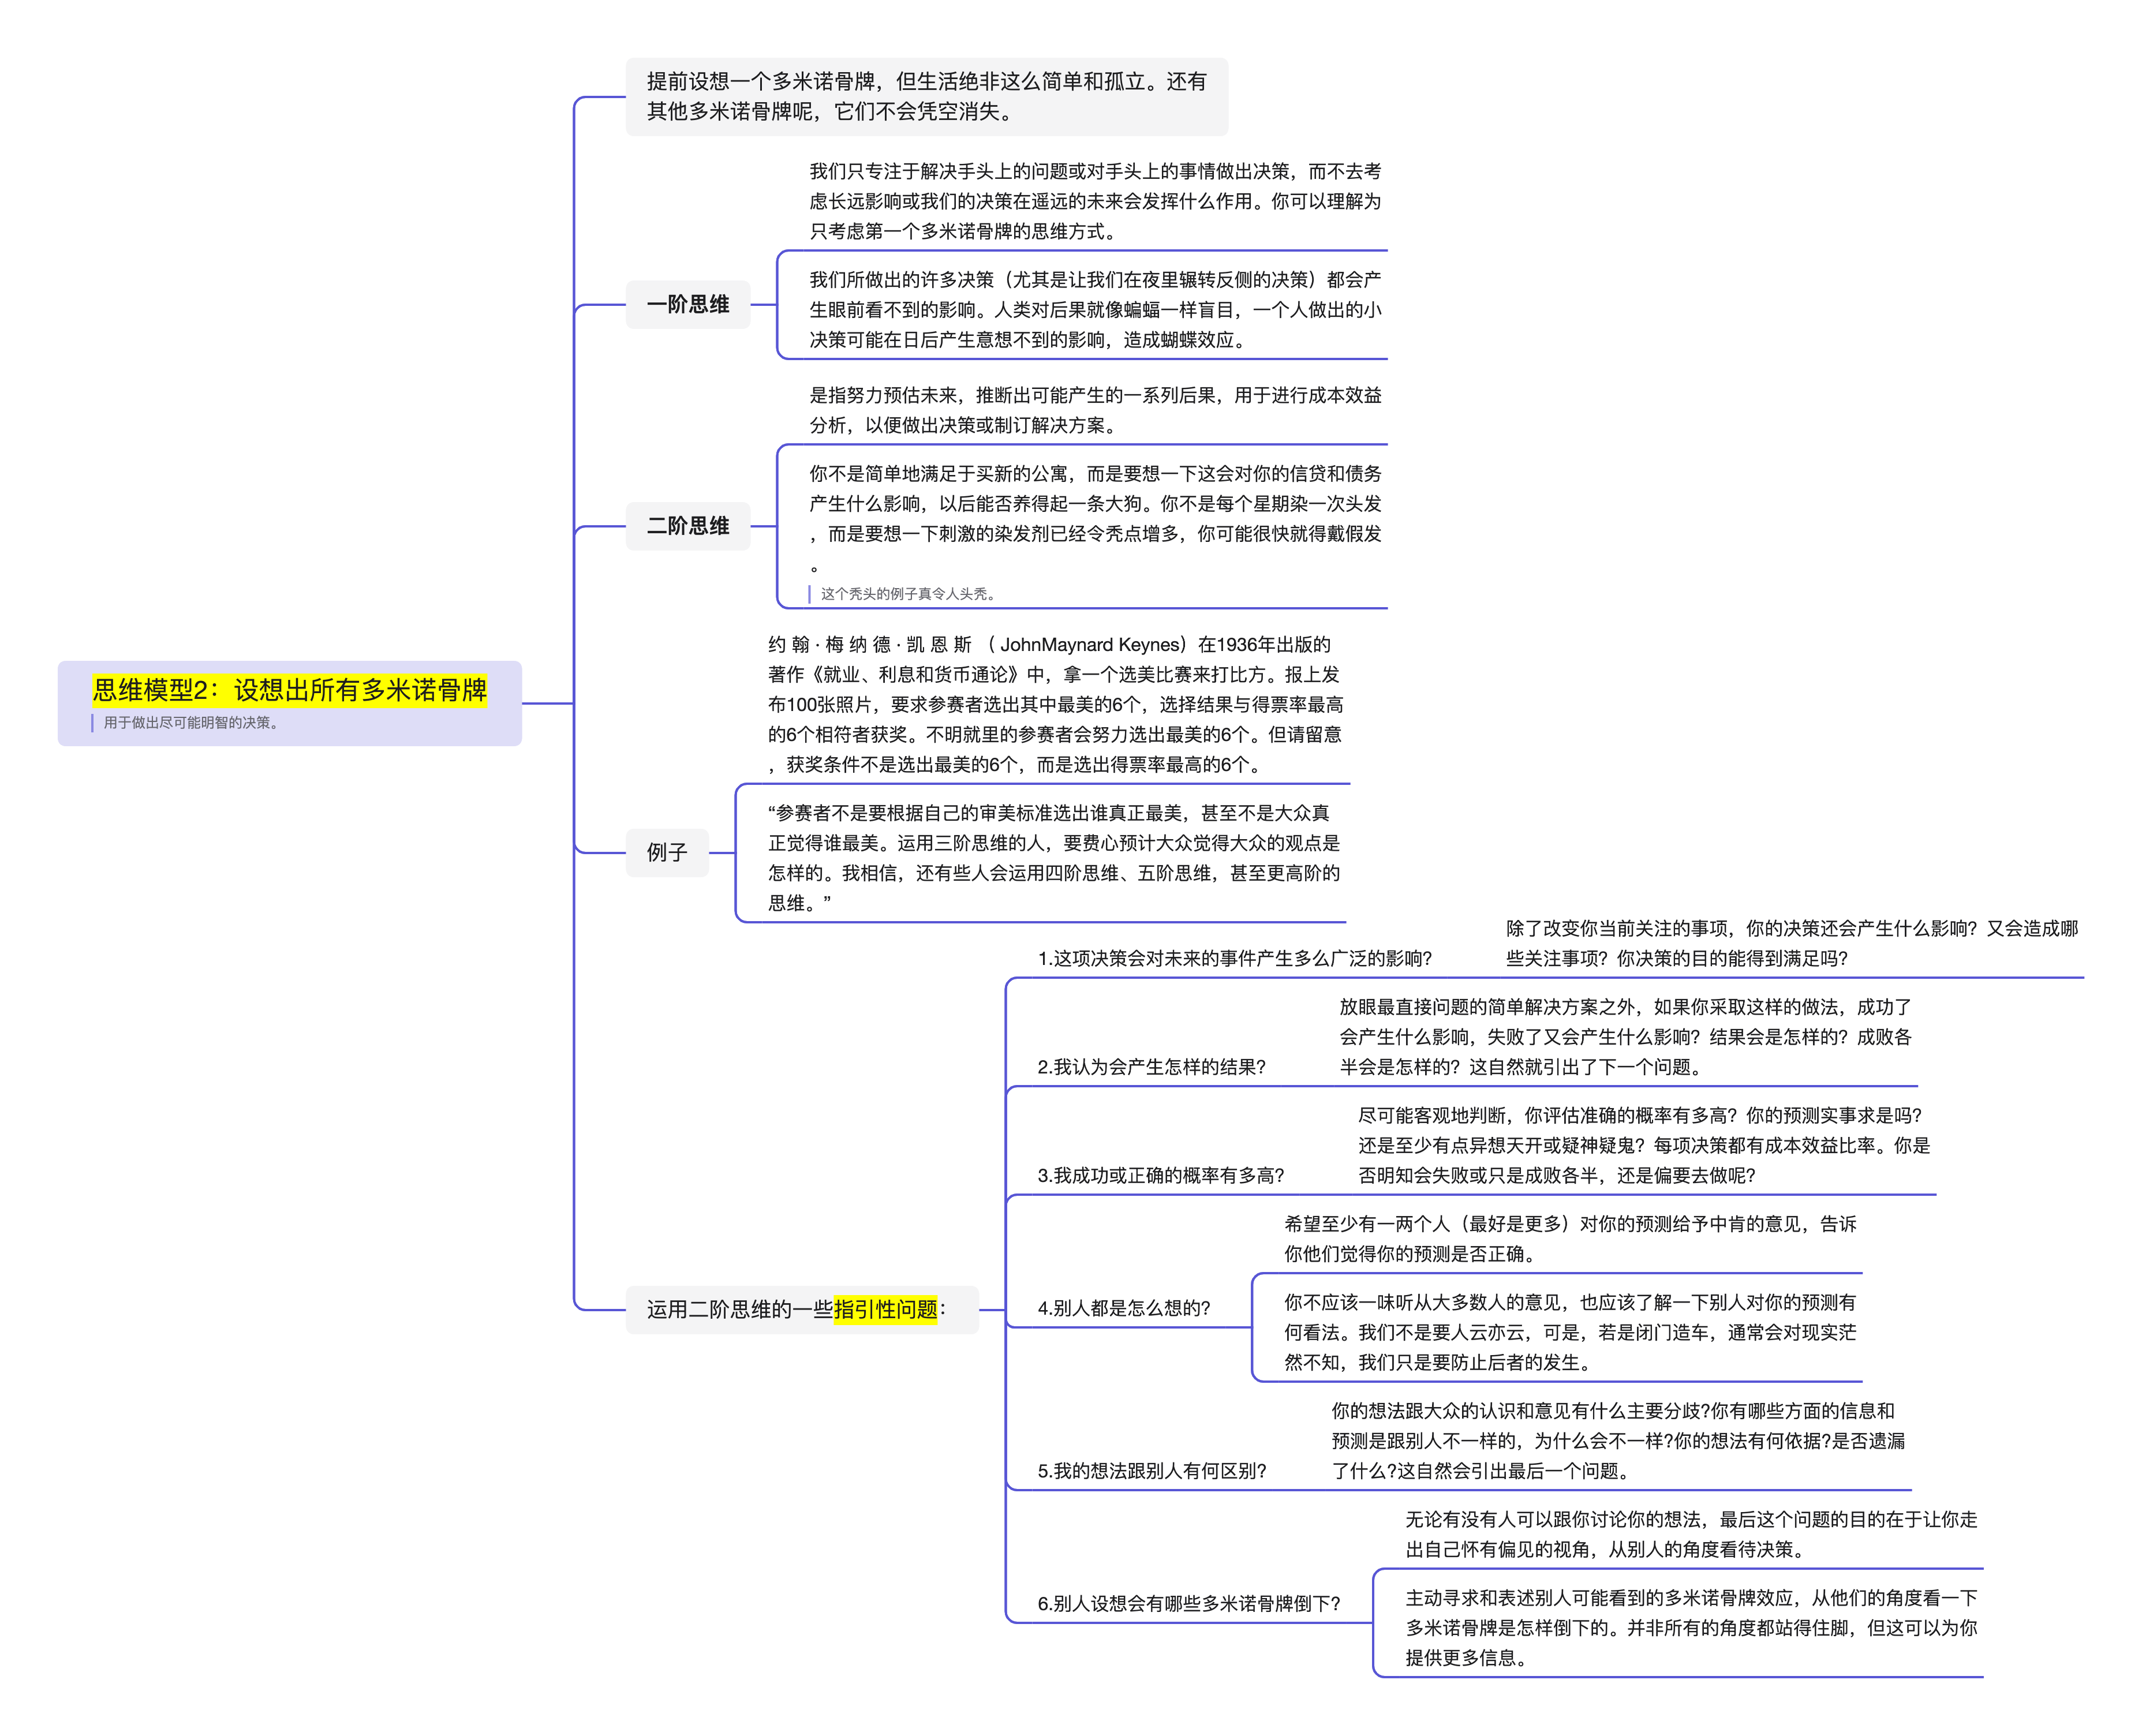 思维模型2：设想出所有多米诺骨牌
用于做出尽可能明智的决策。
提前设想一个多米诺骨牌，但生活绝非这么简单和孤立。还有
其他多米诺骨牌呢，它们不会凭空消失。
一阶思维
我们只专注于解决手头上的问题或对手头上的事情做出决策，而不去考
虑长远影响或我们的决策在遥远的未来会发挥什么作用。你可以理解为
只考虑第一个多米诺骨牌的思维方式。
我们所做出的许多决策（尤其是让我们在夜里辗转反侧的决策）都会产
生眼前看不到的影响。人类对后果就像蝙蝠一样盲目，一个人做出的小
决策可能在日后产生意想不到的影响，造成蝴蝶效应。
二阶思维
是指努力预估未来，推断出可能产生的一系列后果，用于进行成本效益
分析，以便做出决策或制订解决方案。
你不是简单地满足于买新的公寓，而是要想一下这会对你的信贷和债务
产生什么影响，以后能否养得起一条大狗。你不是每个星期染一次头发
，而是要想一下刺激的染发剂已经令秃点增多，你可能很快就得戴假发
。
这个秃头的例子真令人头秃。
例子
约 翰 · 梅 纳 德 · 凯 恩 斯 （ JohnMaynard Keynes）在1936年出版的
著作《就业、利息和货币通论》中，拿一个选美比赛来打比方。报上发
布100张照片，要求参赛者选出其中最美的6个，选择结果与得票率最高
的6个相符者获奖。不明就里的参赛者会努力选出最美的6个。但请留意
，获奖条件不是选出最美的6个，而是选出得票率最高的6个。
“参赛者不是要根据自己的审美标准选出谁真正最美，甚至不是大众真
正觉得谁最美。运用三阶思维的人，要费心预计大众觉得大众的观点是
怎样的。我相信，还有些人会运用四阶思维、五阶思维，甚至更高阶的
思维。”
运用二阶思维的一些指引性问题：
1.这项决策会对未来的事件产生多么广泛的影响？
除了改变你当前关注的事项，你的决策还会产生什么影响？又会造成哪
些关注事项？你决策的目的能得到满足吗？
2.我认为会产生怎样的结果？
放眼最直接问题的简单解决方案之外，如果你采取这样的做法，成功了
会产生什么影响，失败了又会产生什么影响？结果会是怎样的？成败各
半会是怎样的？这自然就引出了下一个问题。
3.我成功或正确的概率有多高？
尽可能客观地判断，你评估准确的概率有多高？你的预测实事求是吗？
还是至少有点异想天开或疑神疑鬼？每项决策都有成本效益比率。你是
否明知会失败或只是成败各半，还是偏要去做呢？
4.别人都是怎么想的？
希望至少有一两个人（最好是更多）对你的预测给予中肯的意见，告诉
你他们觉得你的预测是否正确。
你不应该一味听从大多数人的意见，也应该了解一下别人对你的预测有
何看法。我们不是要人云亦云，可是，若是闭门造车，通常会对现实茫
然不知，我们只是要防止后者的发生。
5.我的想法跟别人有何区别？
你的想法跟大众的认识和意见有什么主要分歧?你有哪些方面的信息和
预测是跟别人不一样的，为什么会不一样?你的想法有何依据?是否遗漏
了什么?这自然会引出最后一个问题。
6.别人设想会有哪些多米诺骨牌倒下？
无论有没有人可以跟你讨论你的想法，最后这个问题的目的在于让你走
出自己怀有偏见的视角，从别人的角度看待决策。
主动寻求和表述别人可能看到的多米诺骨牌效应，从他们的角度看一下
多米诺骨牌是怎样倒下的。并非所有的角度都站得住脚，但这可以为你
提供更多信息。